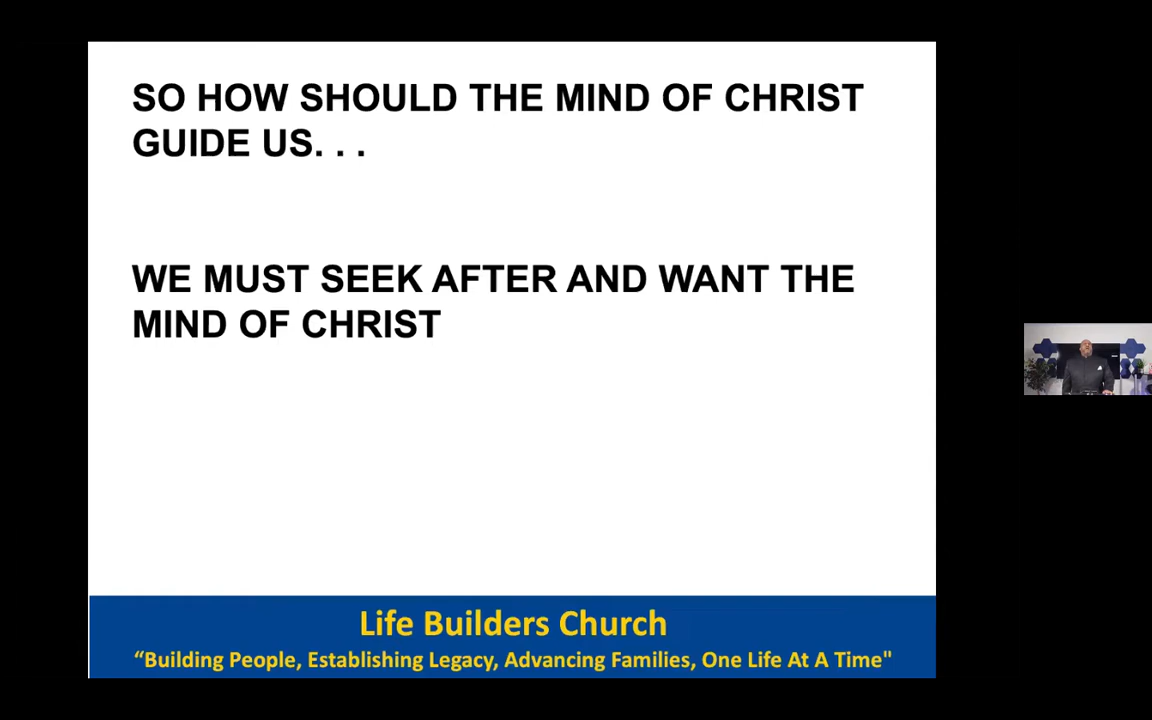 SO HOW SHOULD THE MIND OF CHRIST
GUIDE US. . .
WE MUST SEEK AFTER AND WANT THE
MIND OF CHRIST
Life Builders Church
“Building People, Establishing Legacy, Advancing Families, One Life At A Time"